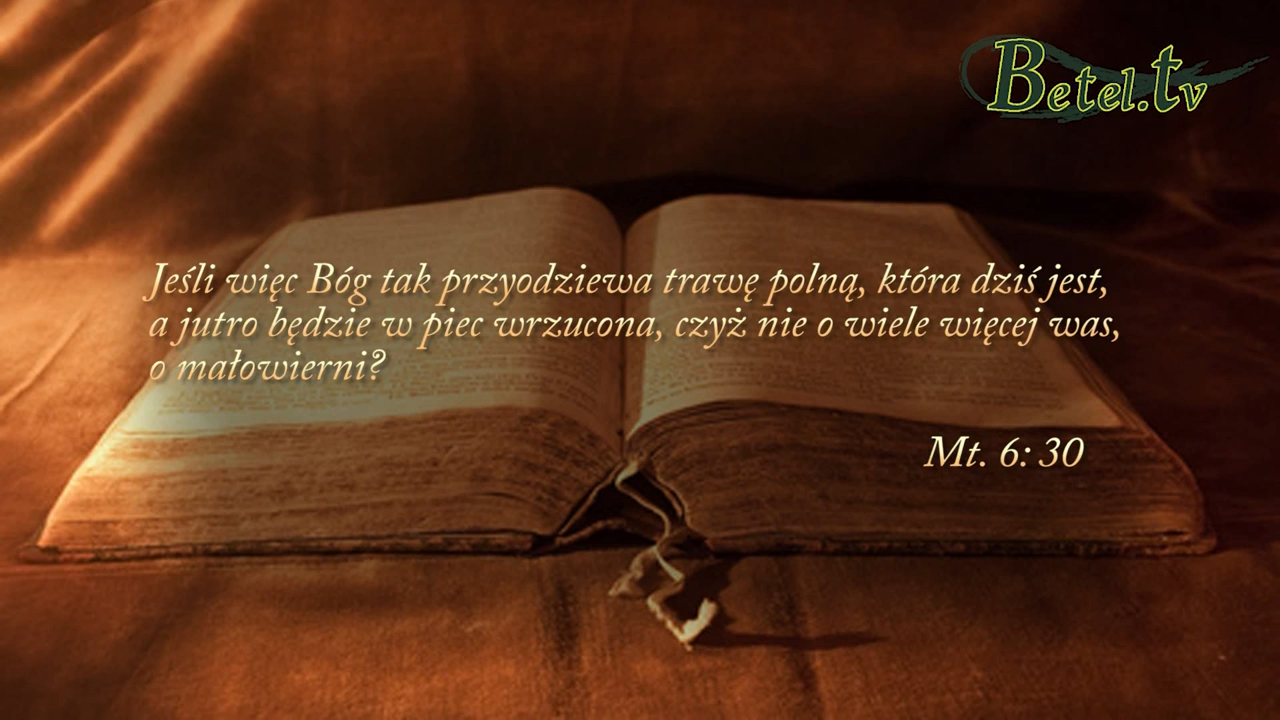 Betel.tv
Jeśli więc Bóg tak przyodziewa trawę polną, która dziś jest,
a jutro będzie w piec wrzucona, czyż nie o wiele więcej was,
o małowierni?
Mt. 6: 30